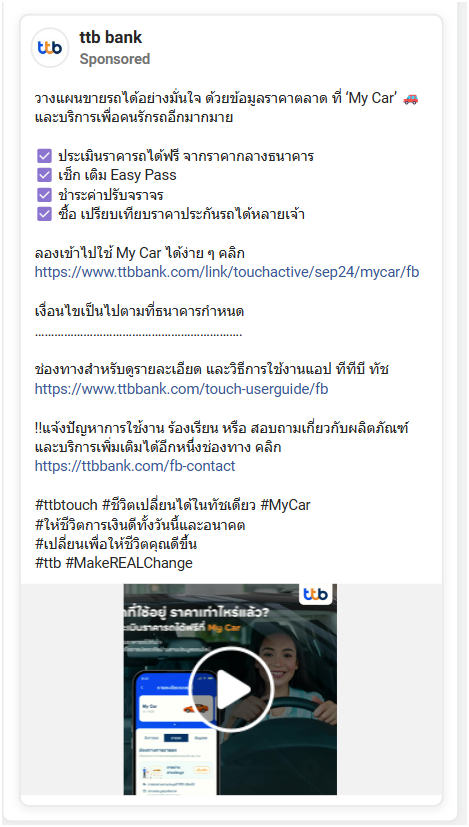 ttb
ttb bank
Sponsored
วางแผนขายรถได้อย่างมั่นใจ ด้วยข้อมูลราคาตลาด ที่ ‘My Car’ 🚗
และบริการเพื่อคนรักรถอีกมากมาย
☑ ประเมินราคารถได้ฟรี จากราคากลางธนาคาร
☑ เช็ก เติม Easy Pass
☑ ชำระค่าปรับจราจร
☑ ซื้อ เปรียบเทียบราคาประกันรถได้หลายเจ้า
ลองเข้าไปใช้ My Car ได้ง่าย ๆ คลิก
https://www.ttbbank.com/link/touchactive/sep24/mycar/fb
เงื่อนไขเป็นไปตามที่ธนาคารกำหนด
……………………………………………………….
ช่องทางสำหรับดูรายละเอียด และวิธีการใช้งานแอป ทีทีบี ทัช
https://www.ttbbank.com/touch-userguide/fb
‼แจ้งปัญหาการใช้งาน ร้องเรียน หรือ สอบถามเกี่ยวกับผลิตภัณฑ์
และบริการเพิ่มเติมได้อีกหนึ่งช่องทาง คลิก
https://ttbbank.com/fb-contact
#ttbtouch #ชีวิตเปลี่ยนได้ในทัชเดียว #MyCar
#ให้ชีวิตการเงินดีทั้งวันนี้และอนาคต
#เปลี่ยนเพื่อให้ชีวิตคุณดีขึ้น
#ttb #MakeREALChange
ttb
ที่ใช้อยู่ ราคาเท่าไหร่แล้ว?
ะเมินราคารถได้ฟรีที่ My Car
My Car